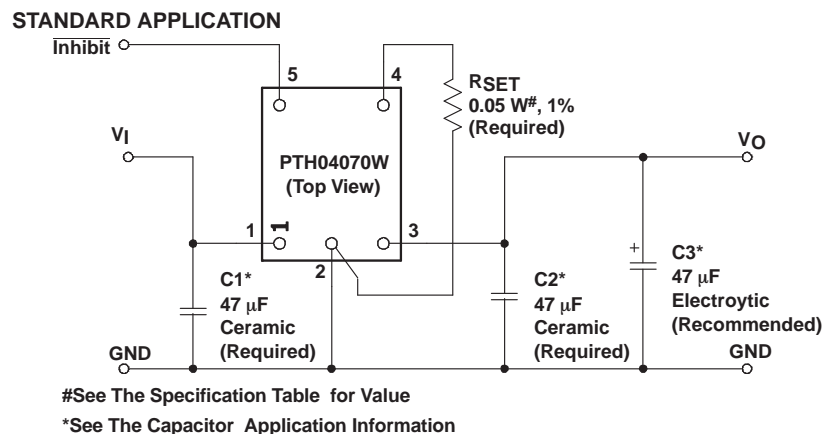 STANDARD APPLICATION
Inhibit
5
4
RSET
0.05 W#, 1%
(Required)
VI
VO
PTH04070W
(Top View)
1
1
3
2
C1*
47 μF
Ceramic
(Required)
C2*
47 μF
Ceramic
(Required)
+
C3*
47 μF
Electroytic
(Recommended)
GND
GND
#See The Specification Table for Value
*See The Capacitor Application Information